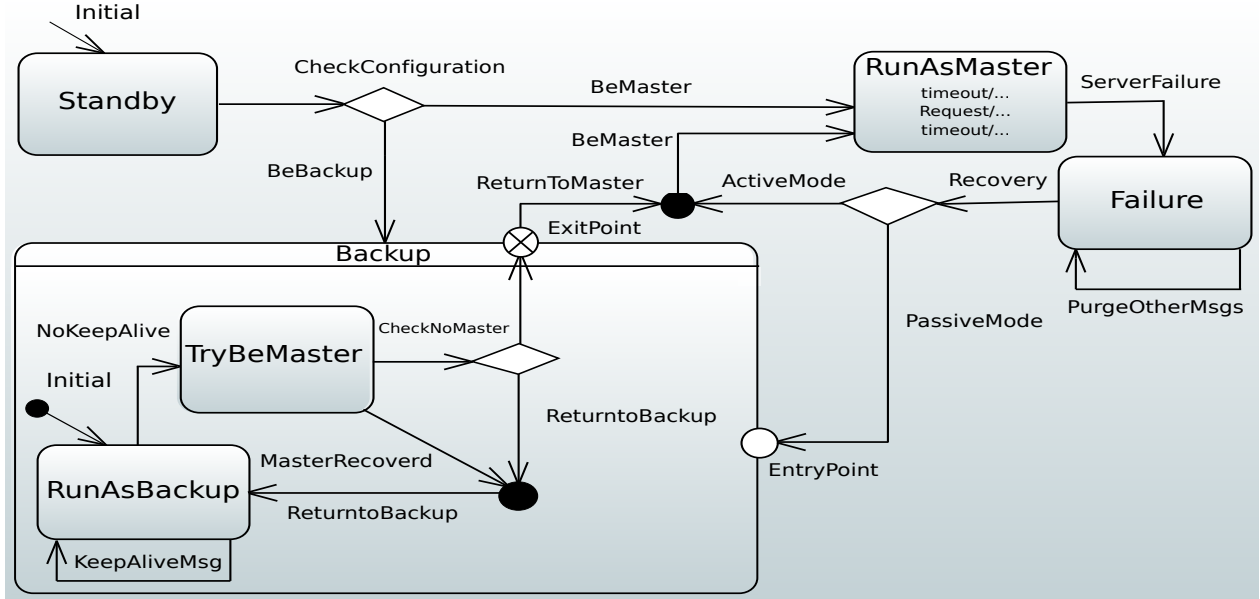 Initial
Standby
CheckConfiguration
BeMaster
RunAsMaster
timeout/...
Request/...
timeout/...
ServerFailure
BeMaster
BeBackup
ReturnToMaster
ActiveMode
Recovery
Failure
ExitPoint
Backup
PurgeOtherMsgs
PassiveMode
NoKeepAlive
CheckNoMaster
TryBeMaster
Initial
ReturntoBackup
MasterRecoverd
EntryPoint
RunAsBackup
ReturntoBackup
KeepAliveMsg